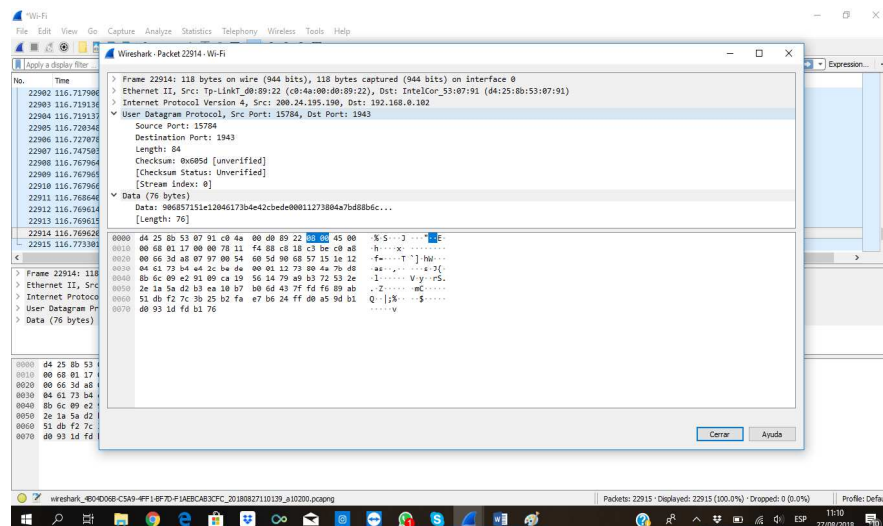 *Wi-Fi
File Edit View Go Capture Analyze Statistics Telephony Wireless Tools Help
Apply a display filter ...
Expression...
No. Time
22902 116.717906
22903 116.719136
22904 116.719137
22905 116.720348
22906 116.727078
22907 116.747503
22908 116.767964
22909 116.767965
22910 116.767966
22911 116.768640
22912 116.769614
22913 116.769615
22914 116.769620
22915 116.773301
Wireshark · Packet 22914 · Wi-Fi
> Frame 22914: 118 bytes on wire (944 bits), 118 bytes captured (944 bits) on interface 0
> Ethernet II, Src: Tp-LinkT_d0:89:22 (c0:4a:00:d0:89:22), Dst: IntelCor_53:07:91 (d4:25:8b:53:07:91)
> Internet Protocol Version 4, Src: 200.24.195.190, Dst: 192.168.0.102
User Datagram Protocol, Src Port: 15784, Dst Port: 1943
Source Port: 15784
Destination Port: 1943
Length: 84
Checksum: 0x605d [unverified]
[Checksum Status: Unverified]
[Stream index: 0]
Data (76 bytes)
Data: 906857151e12046173b4e42cbede00011273804a7bd88b6c...
[Length: 76]
0000 d4 25 8b 53 07 91 c0 4a 00 d0 89 22 08 00 45 00
0010 00 68 01 17 00 00 78 11 f4 88 c8 18 c3 be c0 a8
0020 00 66 3d a8 07 97 00 54 60 5d 90 68 57 15 1e 12
0030 04 61 73 b4 e4 2c be de 00 01 12 73 80 4a 7b d8
0040 8b 6c 09 e2 91 09 ca 19 56 14 79 a9 b3 72 53 2e
0050 2e 1a 5a d2 b3 ea 10 b7 b0 6d 43 7f fd f6 89 ab
0060 51 db f2 7c 3b 25 b2 fa e7 b6 24 ff d0 a5 9d b1
0070 d0 93 1d fd b1 76
Cerrar Ayuda
> Frame 22914: 118
> Ethernet II, Src
> Internet Protoco
> User Datagram Pr
> Data (76 bytes)
0000 d4 25 8b 53
0010 00 68 01 17
0020 00 66 3d a8
0030 04 61 73 b4
0040 8b 6c 09 e2
0050 2e 1a 5a d2
0060 51 db f2 7c
0070 d0 93 1d fd
wireshark_4B04D06B-C5A9-4FF1-BF7D-F1AEBCAB3CFC_20180827110139_a10200.pcapng
Packets: 22915 · Displayed: 22915 (100.0%) · Dropped: 0 (0.0%)
Profile: Defau
ESP
11:10
27/08/2018